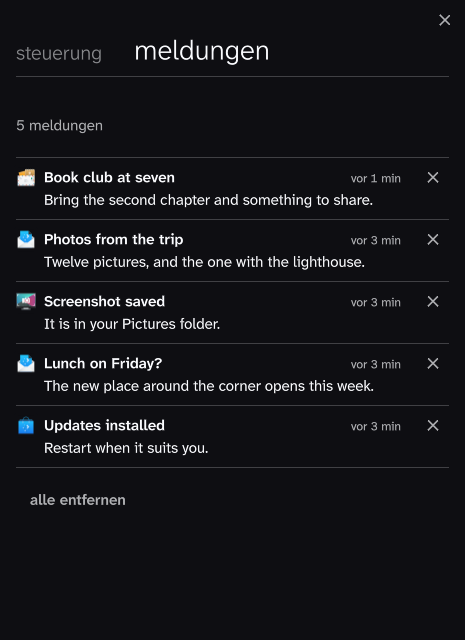 steuerung meldungen
5 meldungen
Book club at seven vor 1 min
Bring the second chapter and something to share.
Photos from the trip vor 3 min
Twelve pictures, and the one with the lighthouse.
Screenshot saved vor 3 min
It is in your Pictures folder.
Lunch on Friday? vor 3 min
The new place around the corner opens this week.
Updates installed vor 3 min
Restart when it suits you.
alle entfernen